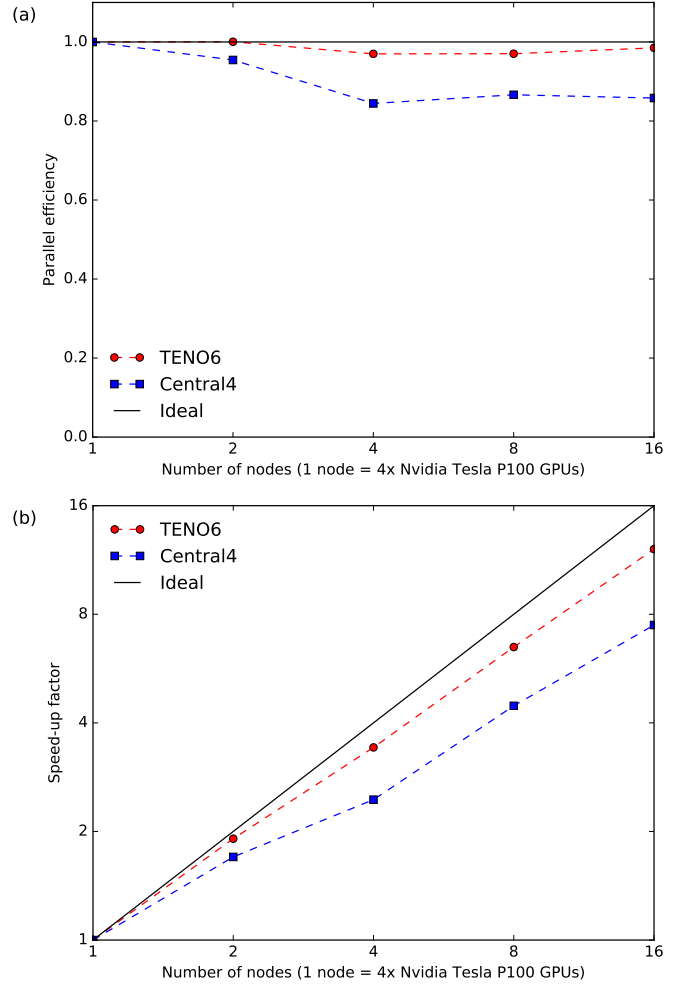 (a)
1.0
0.8
0.6
0.4
0.2
0.0
Parallel efficiency
TENO6
Central4
Ideal
1 2 4 8 16
Number of nodes (1 node = 4x Nvidia Tesla P100 GPUs)
(b)
16
8
4
2
1
Speed-up factor
TENO6
Central4
Ideal
1 2 4 8 16
Number of nodes (1 node = 4x Nvidia Tesla P100 GPUs)